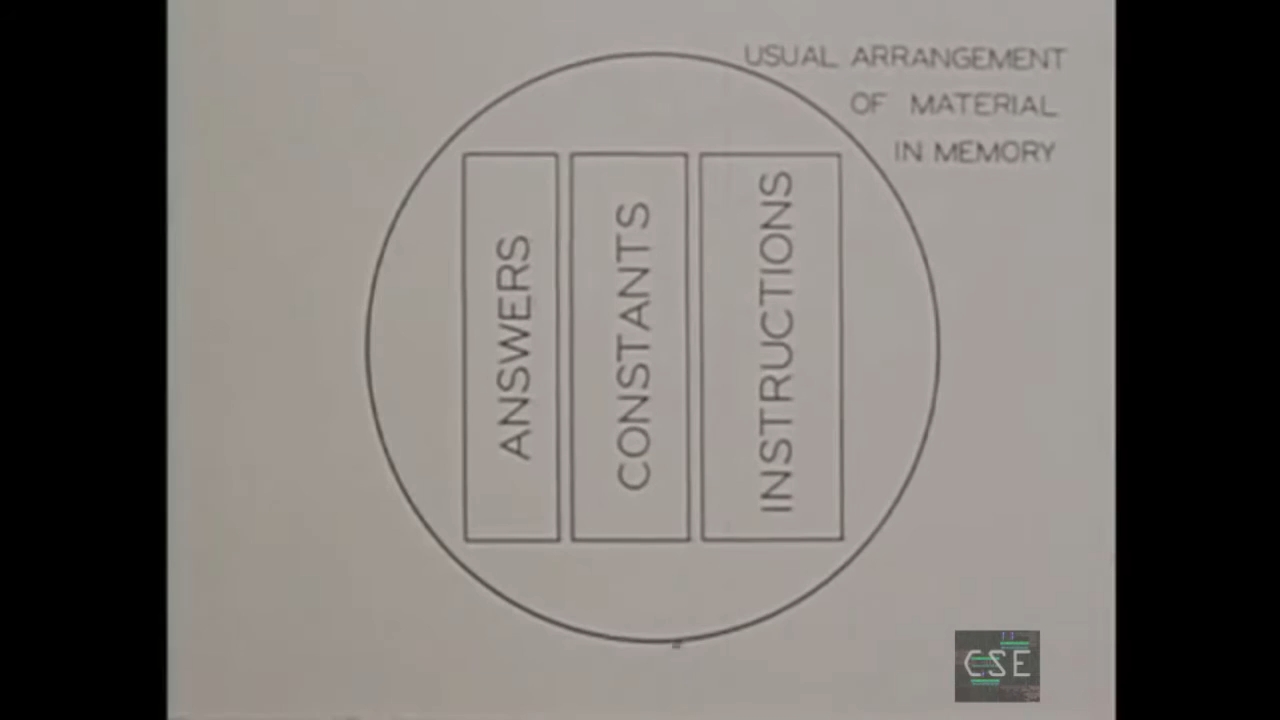 USUAL ARRANGEMENT
OF MATERIAL
IN MEMORY
ANSWERS
CONSTANTS
INSTRUCTIONS
CSE